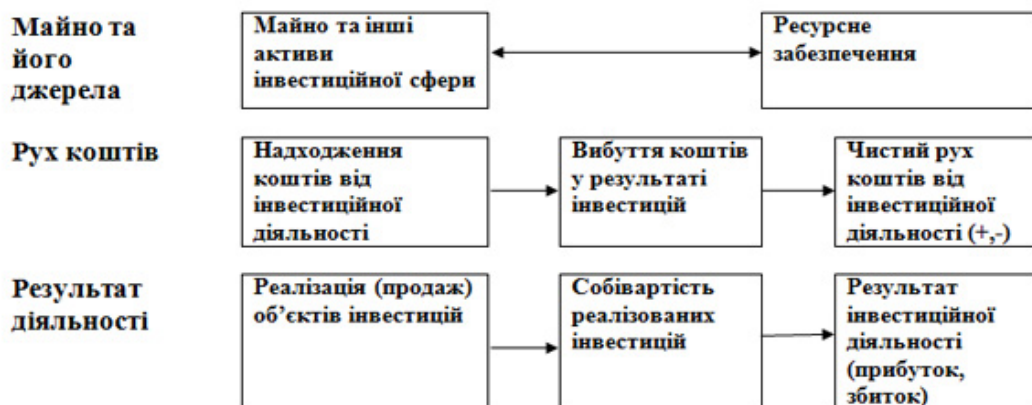 Майно та
його
джерела
Майно та інші
активи
інвестиційної сфери
Ресурсне
забезпечення
Рух коштів
Надходження
коштів від
інвестиційної
діяльності
Вибуття коштів
у результаті
інвестицій
Чистий рух
коштів від
інвестиційної
діяльності (+,-)
Результат
діяльності
Реалізація (продаж)
об’єктів інвестицій
Собівартість
реалізованих
інвестицій
Результат
інвестиційної
діяльності
(прибуток,
збиток)